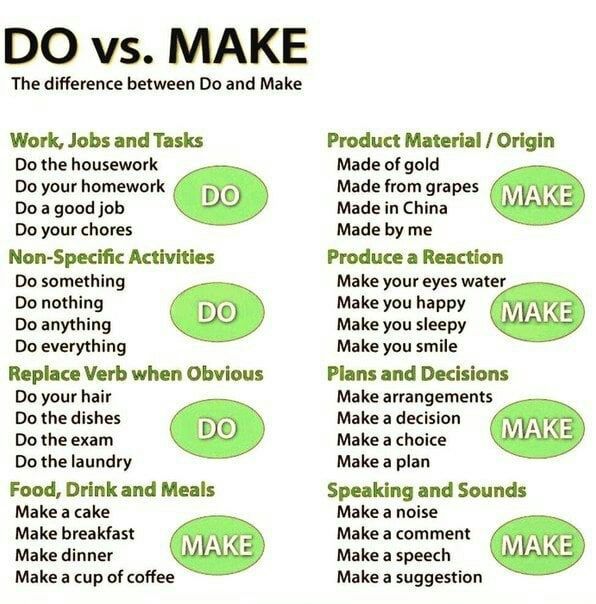 DO vs. MAKE
The difference between Do and Make
Work, Jobs and Tasks
Do the housework
Do your homework
Do a good job
Do your chores
DO
Non-Specific Activities
Do something
Do nothing
Do anything
Do everything
DO
Replace Verb when Obvious
Do your hair
Do the dishes
Do the exam
Do the laundry
DO
Food, Drink and Meals
Make a cake
Make breakfast
Make dinner
Make a cup of coffee
MAKE
Product Material / Origin
Made of gold
Made from grapes
Made in China
Made by me
MAKE
Produce a Reaction
Make your eyes water
Make you happy
Make you sleepy
Make you smile
MAKE
Plans and Decisions
Make arrangements
Make a decision
Make a choice
Make a plan
MAKE
Speaking and Sounds
Make a noise
Make a comment
Make a speech
Make a suggestion
MAKE